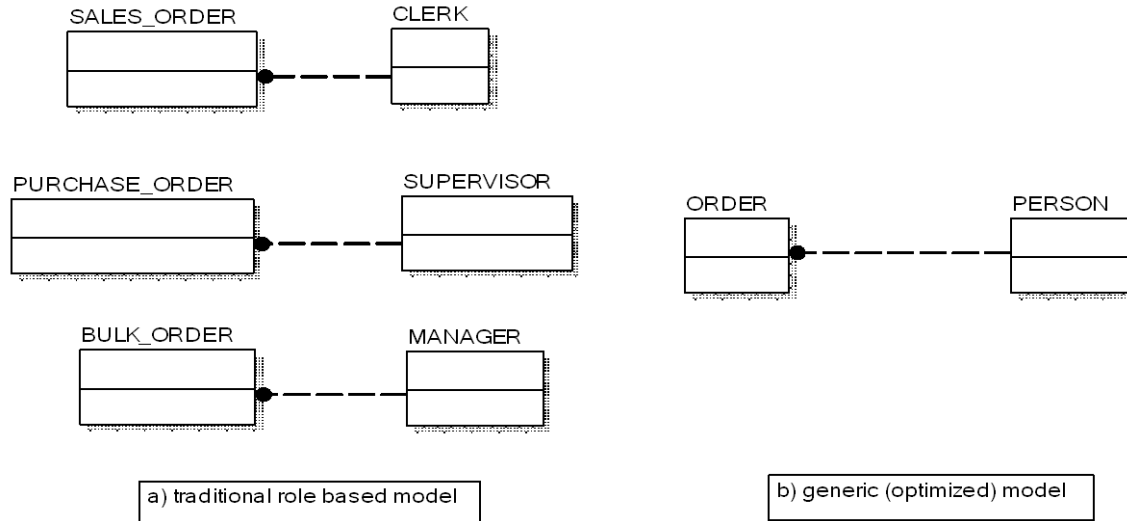 SALES_ORDER
CLERK
PURCHASE_ORDER
SUPERVISOR
ORDER
PERSON
BULK_ORDER
MANAGER
a) traditional role based model
b) generic (optimized) model